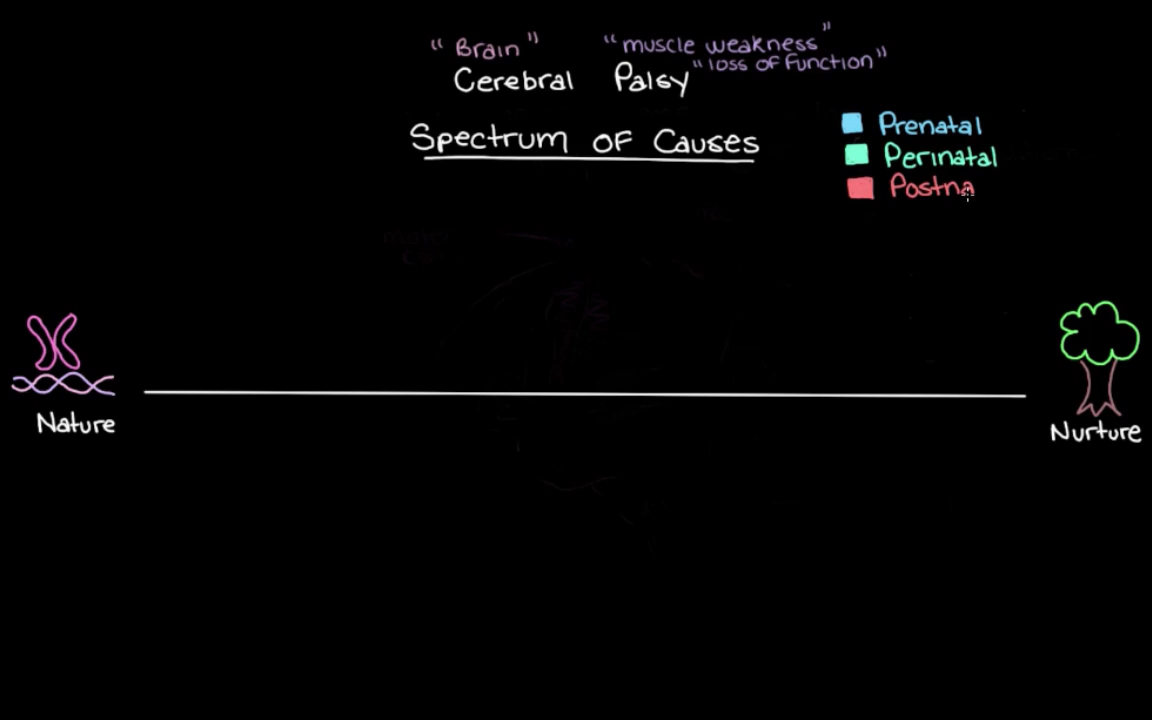 "Brain" "muscle weakness"
"loss of function"
Cerebral Palsy
Spectrum of Causes
Prenatal
Perinatal
Postna
Nature
Nurture